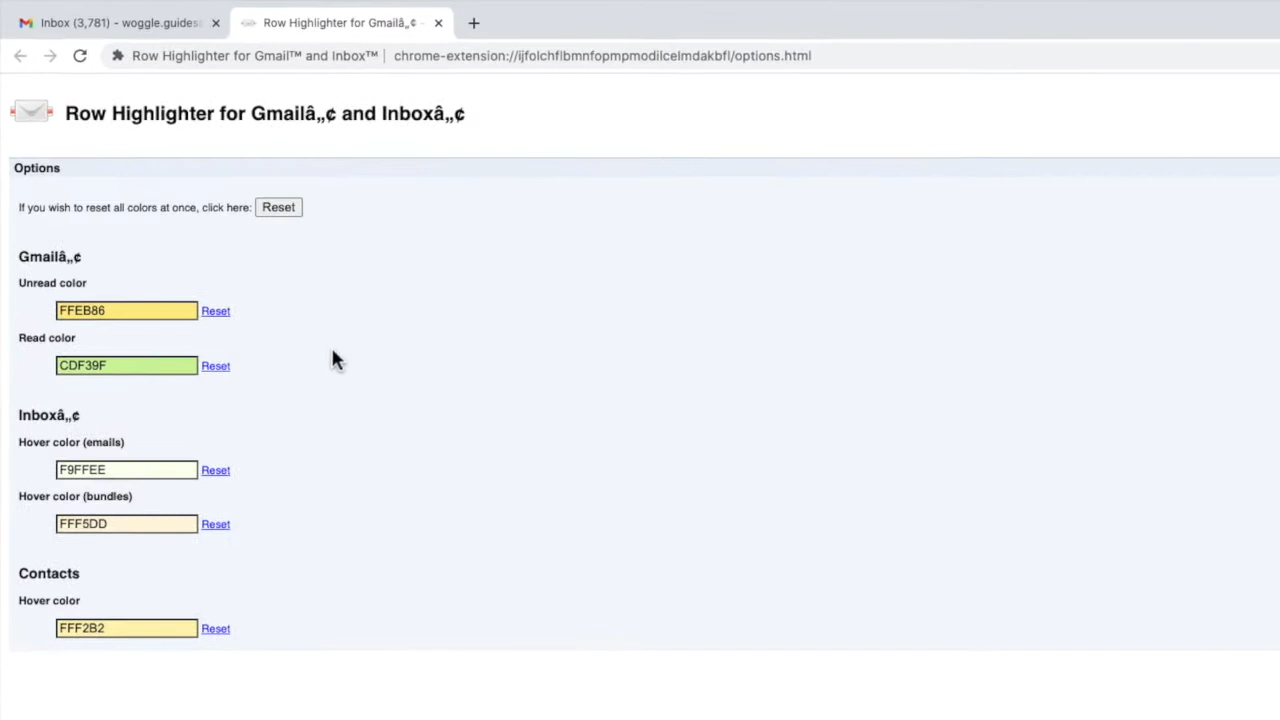 Inbox (3,781) - woggle.guides
Row Highlighter for Gmailâ„¢ -
Row Highlighter for Gmail™ and Inbox™ | chrome-extension://ijfolchflbmnfopmpmodilcelmdakbfl/options.html
Row Highlighter for Gmailâ„¢ and Inboxâ„¢
Options
If you wish to reset all colors at once, click here: Reset
Gmailâ„¢
Unread color
FFEB86 Reset
Read color
CDF39F Reset
Inboxâ„¢
Hover color (emails)
F9FFEE Reset
Hover color (bundles)
FFF5DD Reset
Contacts
Hover color
FFF2B2 Reset